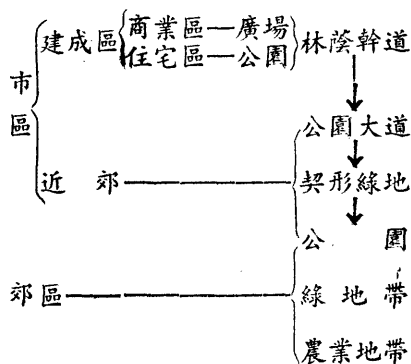 商業區—廣場
建成區 林蔭幹道
住宅區—公園
市區
公園大道
近郊 契形綠地
公園
郊區 綠地帶
農業地帶